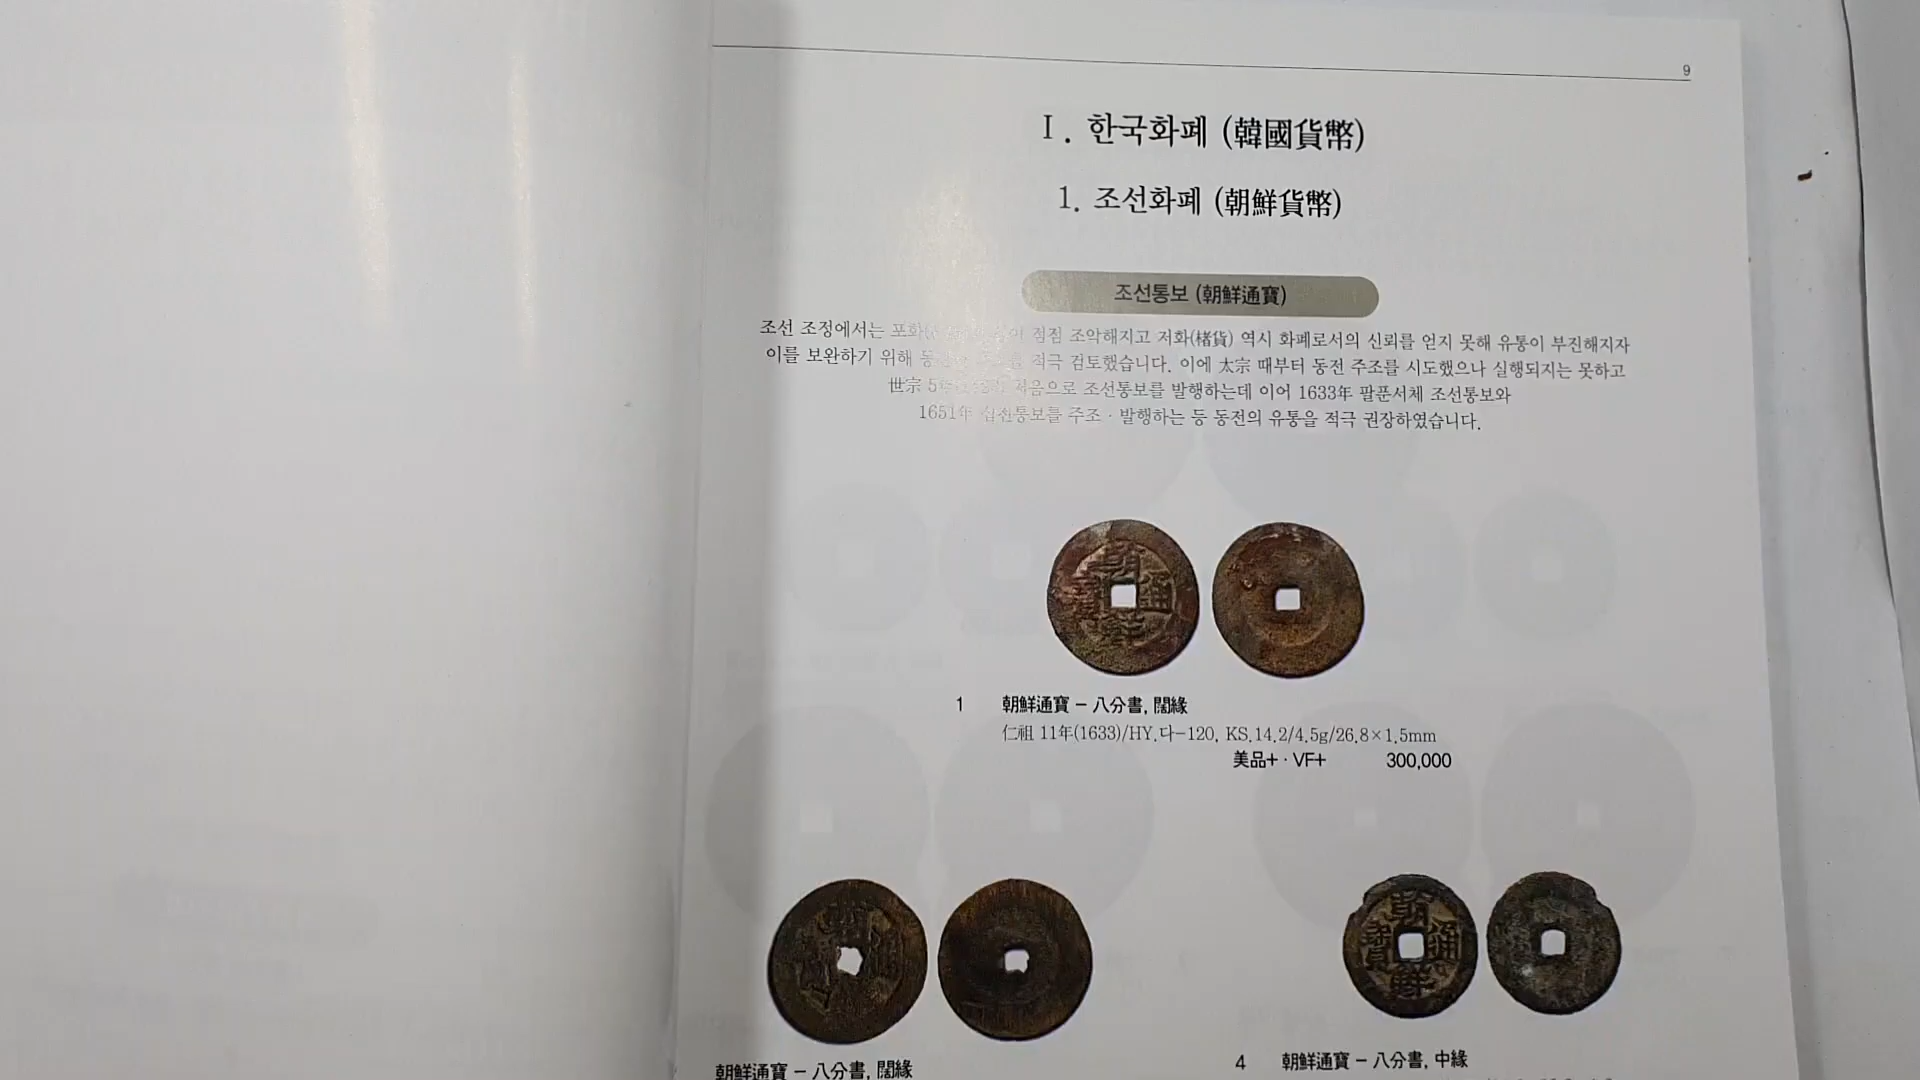 9
I. 한국화폐 (韓國貨幣)
1. 조선화폐 (朝鮮貨幣)
조선통보 (朝鮮通寶)
조선 조정에서는 포화 점점 조악해지고 저화(楮貨) 역시 화폐로서의 신뢰를 얻지 못해 유통이 부진해지자
이를 보완하기 위해 적극 검토했습니다. 이에 太宗 때부터 동전 주조를 시도했으나 실행되지는 못하고
世宗 처음으로 조선통보를 발행하는데 이어 1633年 팔푼서체 조선통보와
1651年 십전통보를 주조 · 발행하는 등 동전의 유통을 적극 권장하였습니다.
朝鮮通寶
1 朝鮮通寶 – 八分書, 闊緣
仁祖 11年(1633)/HY.다-120, KS.14.2/4.5g/26.8×1.5mm
美品+ · VF+ 300,000
朝鮮通寶
朝鮮通寶 – 八分書, 闊緣
4 朝鮮通寶 – 八分書, 中緣